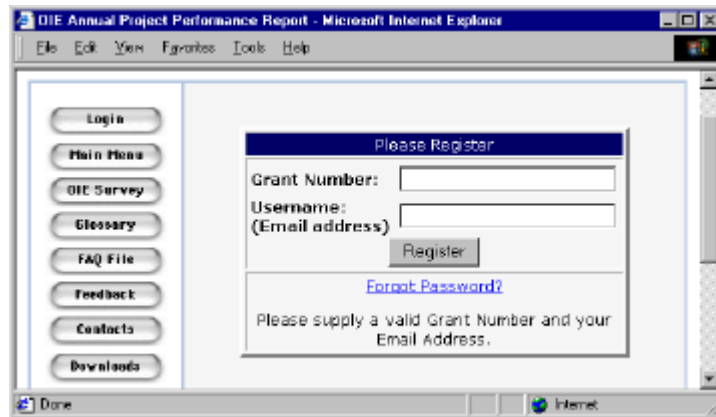 OIE Annual Project Performance Report - Microsoft Internet Explorer
File Edit View Favorites Tools Help
Login
Main Menu
OIE Survey
Glossary
FAQ File
Feedback
Contacts
Downloads
Please Register
Grant Number:
Username:
(Email address)
Register
Forgot Password?
Please supply a valid Grant Number and your
Email Address.
Done
Internet